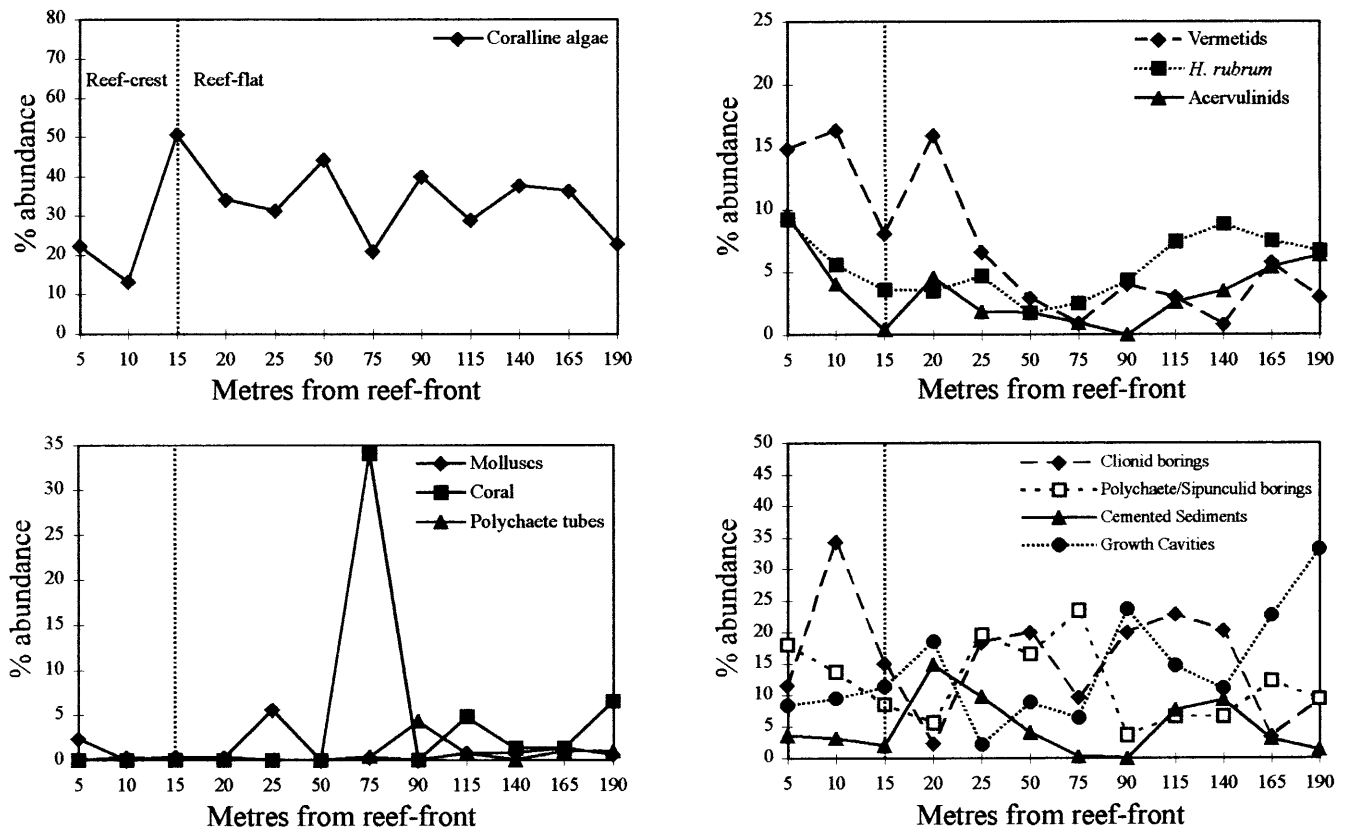 80
70
60
50
40
30
20
10
0
% abundance
Coralline algae
Reef-crest
Reef-flat
5 10 15 20 25 50 75 90 115 140 165 190
Metres from reef-front
25
20
15
10
5
0
% abundance
Vermetids
H. rubrum
Acervulinids
5 10 15 20 25 50 75 90 115 140 165 190
Metres from reef-front
35
30
25
20
15
10
5
0
% abundance
Molluscs
Coral
Polychaete tubes
5 10 15 20 25 50 75 90 115 140 165 190
Metres from reef-front
50
45
40
35
30
25
20
15
10
5
0
% abundance
Clionid borings
Polychaete/Sipunculid borings
Cemented Sediments
Growth Cavities
5 10 15 20 25 50 75 90 115 140 165 190
Metres from reef-front